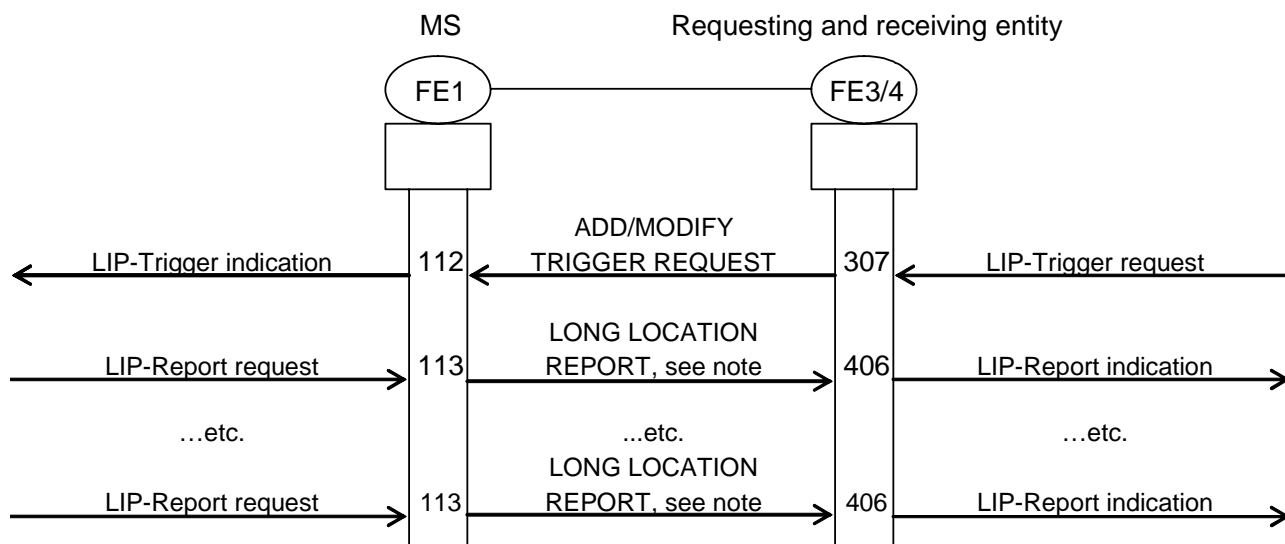 MS
Requesting and receiving entity
FE1
FE3/4
ADD/MODIFY
LIP-Trigger indication
112
TRIGGER REQUEST
307
LIP-Trigger request
LONG LOCATION
LIP-Report request
113
REPORT, see note
406
LIP-Report indication
…etc.
...etc.
…etc.
LONG LOCATION
LIP-Report request
113
REPORT, see note
406
LIP-Report indication